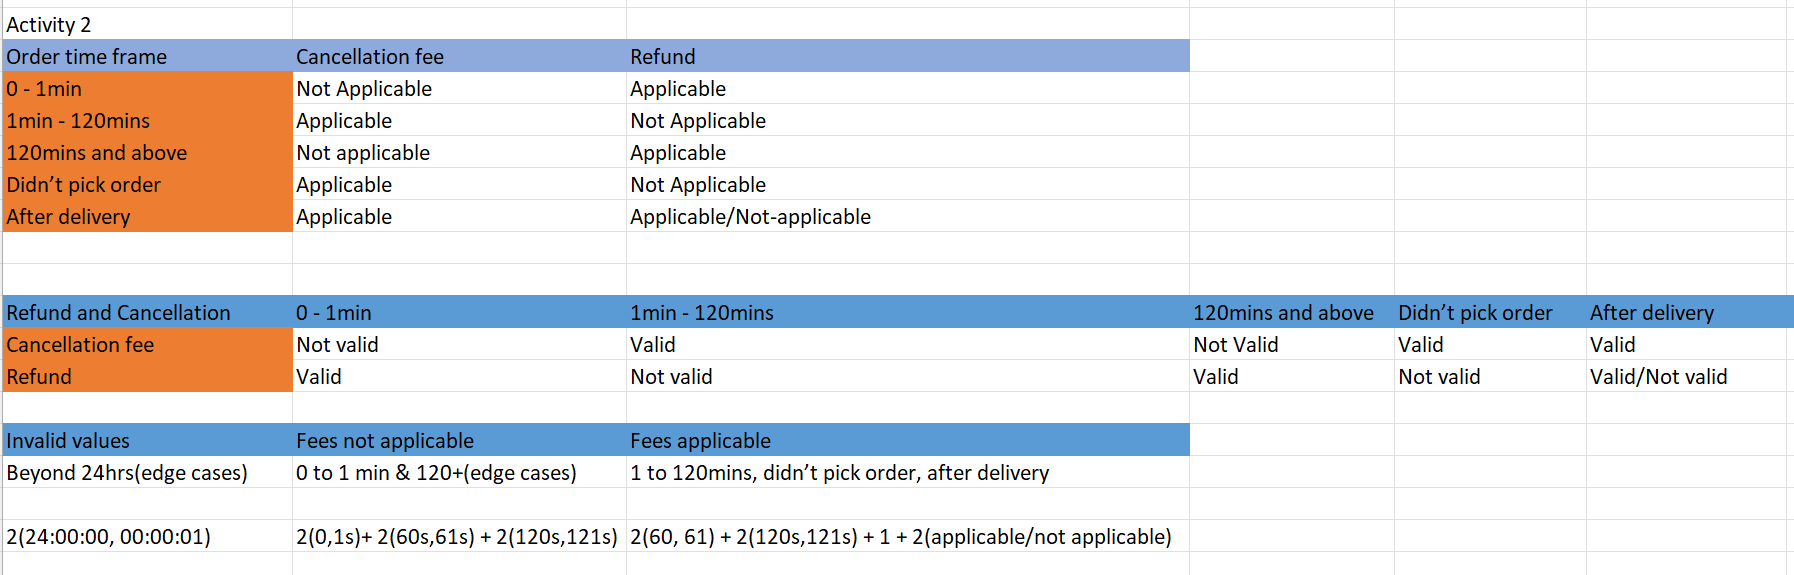 Activity 2
Order time frame Cancellation fee Refund
0 - 1min Not Applicable Applicable
1min - 120mins Applicable Not Applicable
120mins and above Not applicable Applicable
Didn’t pick order Applicable Not Applicable
After delivery Applicable Applicable/Not-applicable
Refund and Cancellation 0 - 1min 1min - 120mins 120mins and above Didn’t pick order After delivery
Cancellation fee Not valid Valid Not Valid Valid Valid
Refund Valid Not valid Valid Not valid Valid/Not valid
Invalid values Fees not applicable Fees applicable
Beyond 24hrs(edge cases) 0 to 1 min & 120+(edge cases) 1 to 120mins, didn’t pick order, after delivery
2(24:00:00, 00:00:01) 2(0,1s)+ 2(60s,61s) + 2(120s,121s) 2(60, 61) + 2(120s,121s) + 1 + 2(applicable/not applicable)